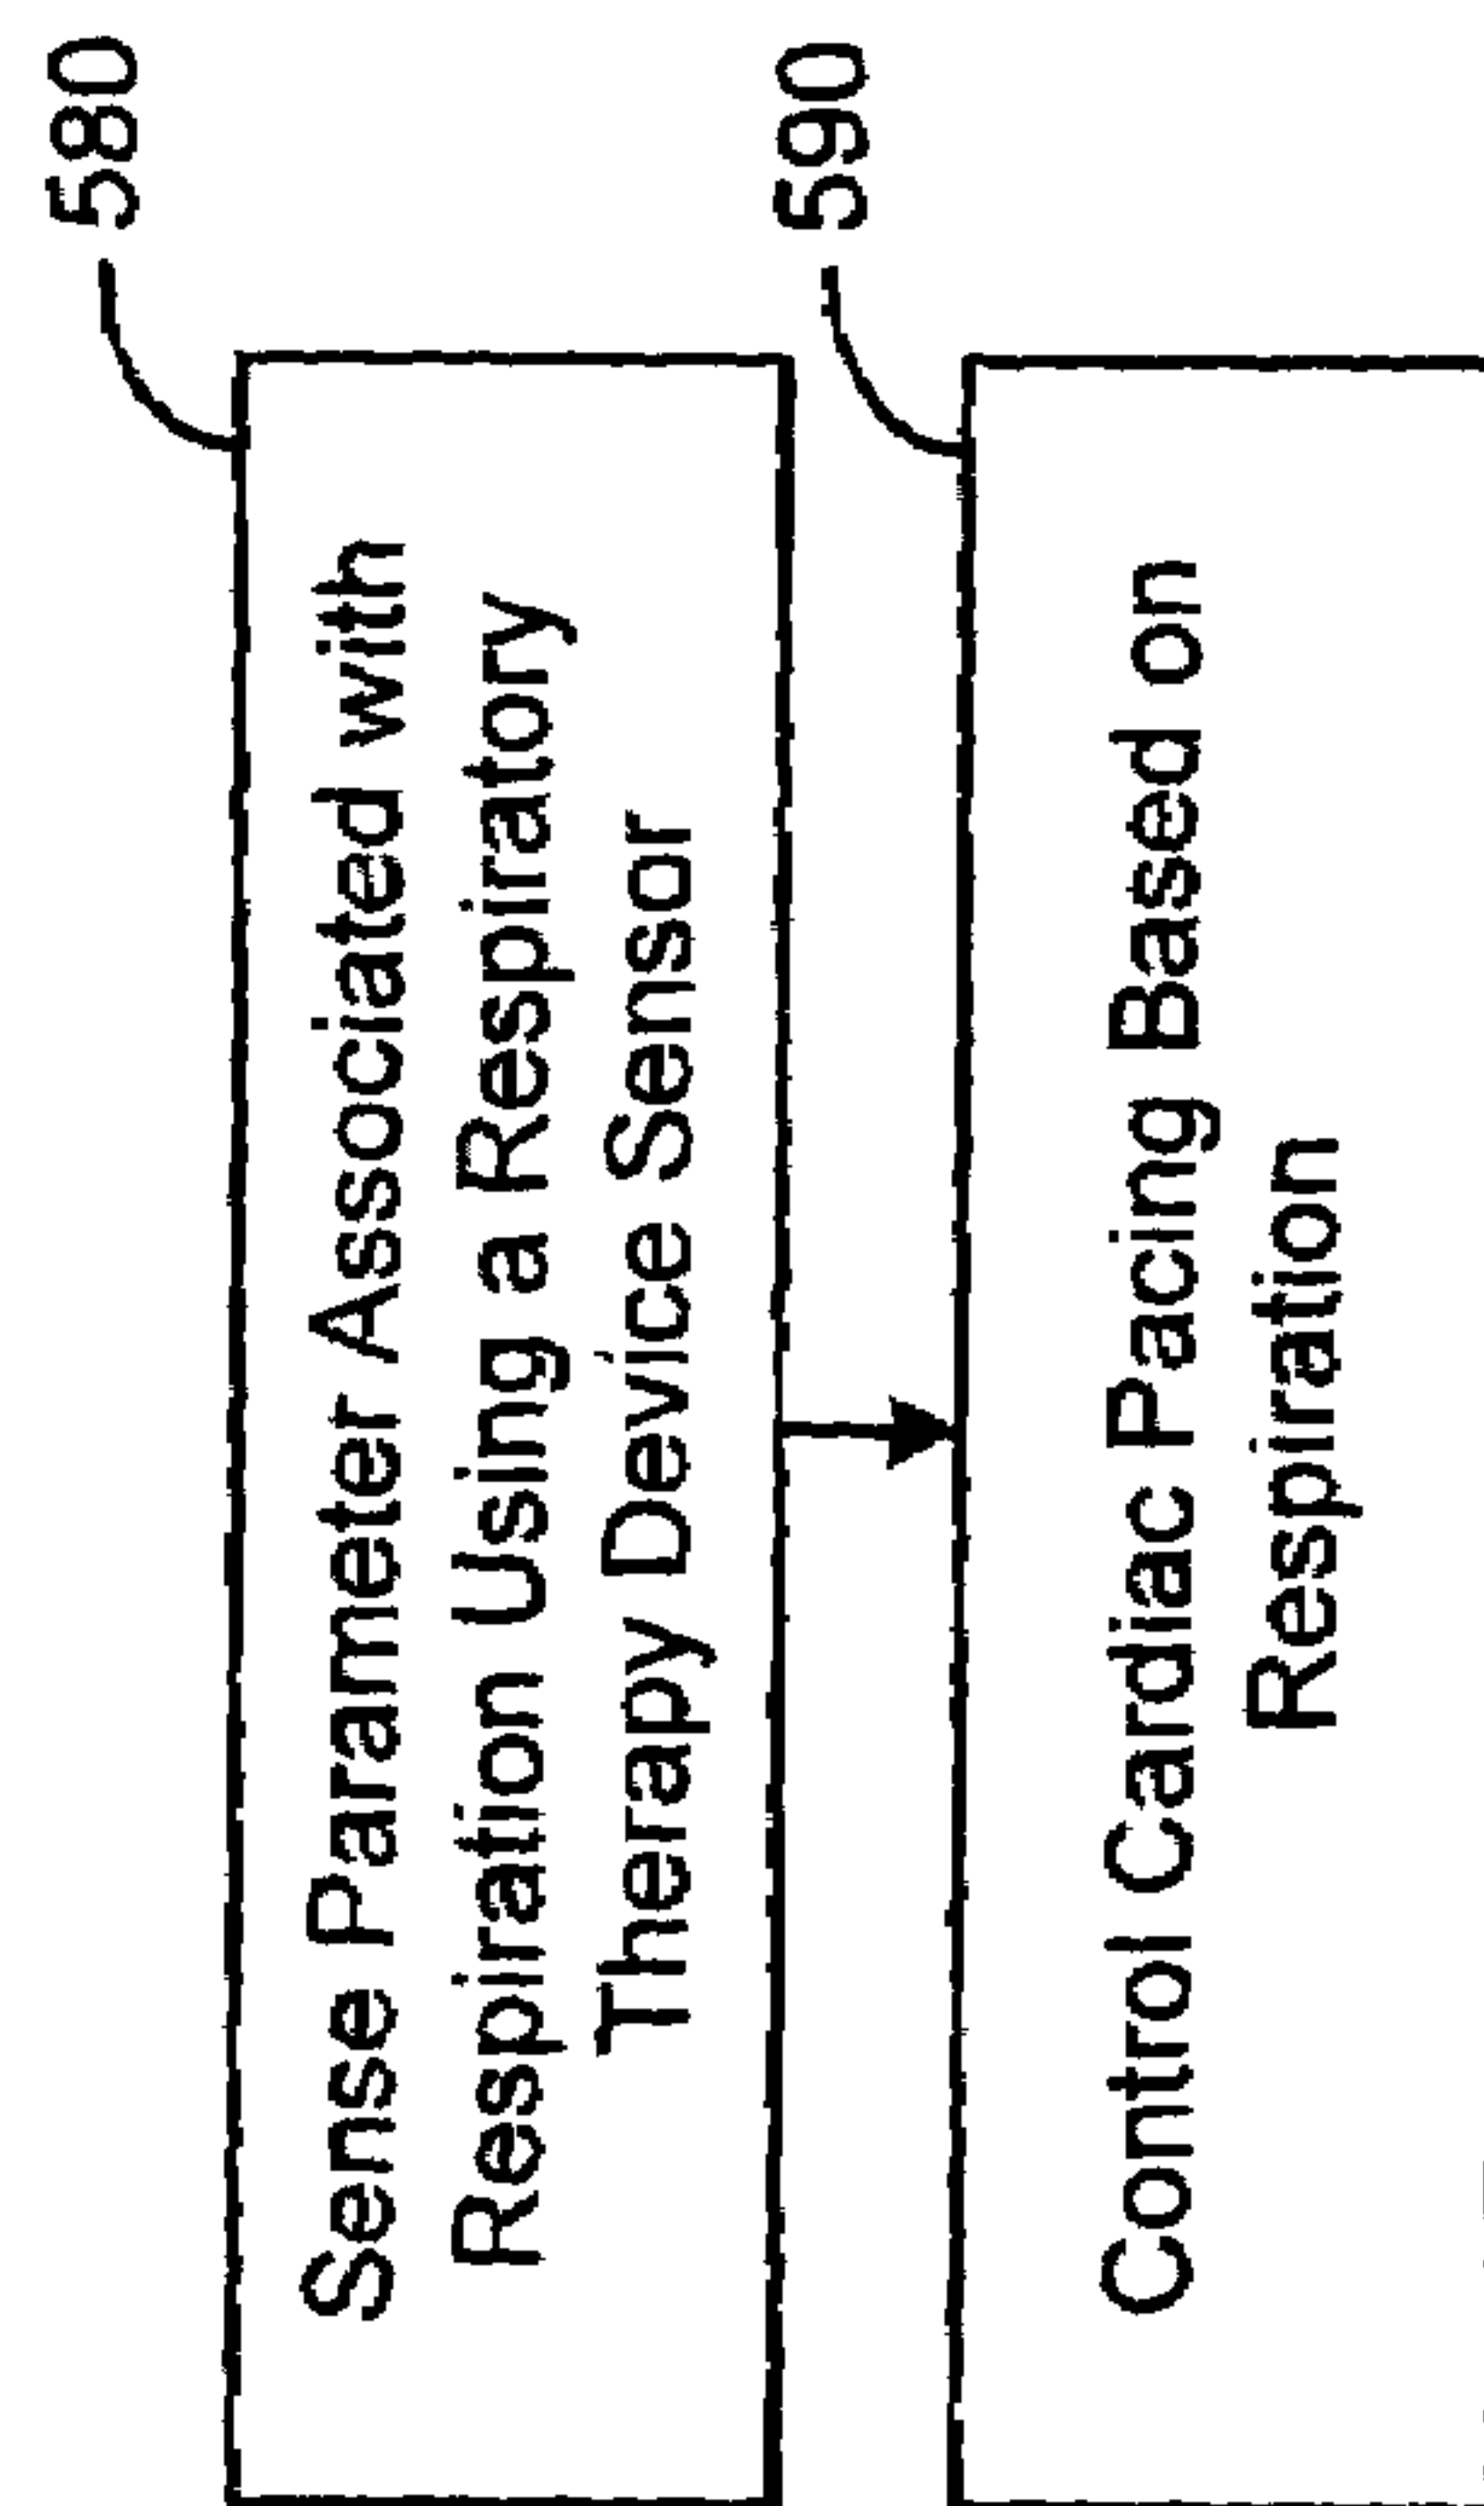 580
Sense Parameter Associated with
Respiration Using a Respiratory
Therapy Device Sensor
590
Control Cardiac Pacing Based on
Respiration